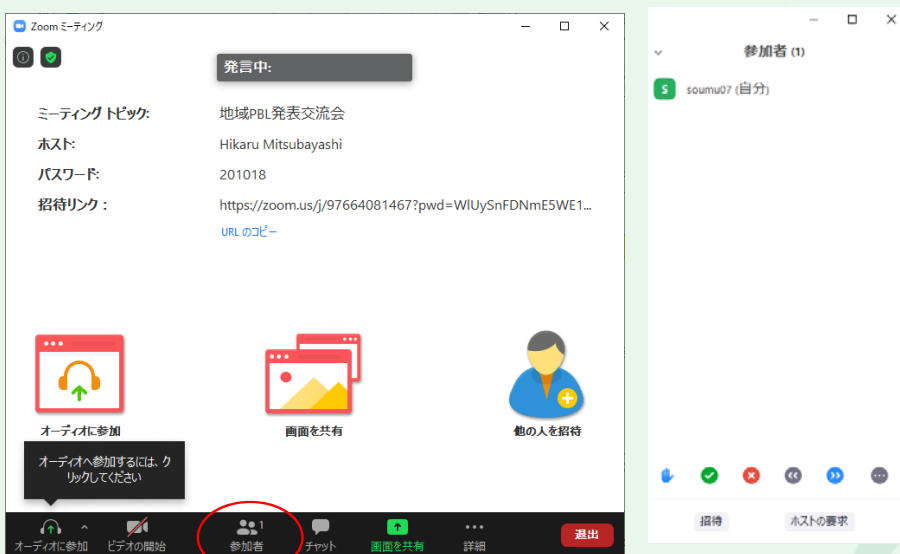 Zoom ミーティング
発言中:
ミーティング トピック: 地域PBL発表交流会
ホスト: Hikaru Mitsubayashi
パスワード: 201018
招待リンク: https://zoom.us/j/97664081467?pwd=WlUySnFDNmE5WE1...
URL のコピー
オーディオに参加 画面を共有 他の人を招待
オーディオへ参加するには、ク
リックしてください
オーディオに参加 ビデオの開始 参加者 1 チャット 画面を共有 詳細 退出
参加者 (1)
S soumu07 (自分)
招待 ホストの要求